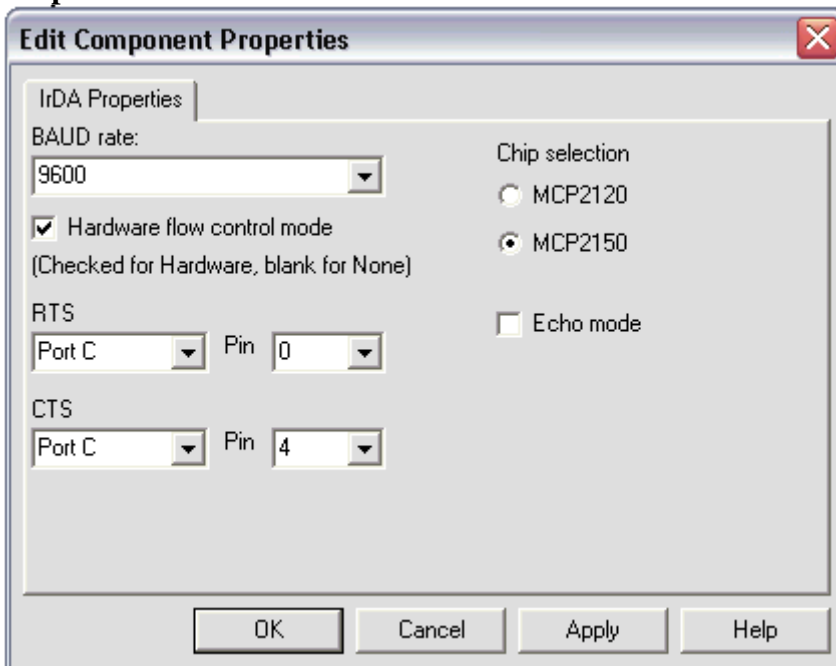 Edit Component Properties
IrDA Properties
BAUD rate:
9600
Hardware flow control mode
(Checked for Hardware, blank for None)
RTS
Port C Pin 0
CTS
Port C Pin 4
Chip selection
MCP2120
MCP2150
Echo mode
OK Cancel Apply Help